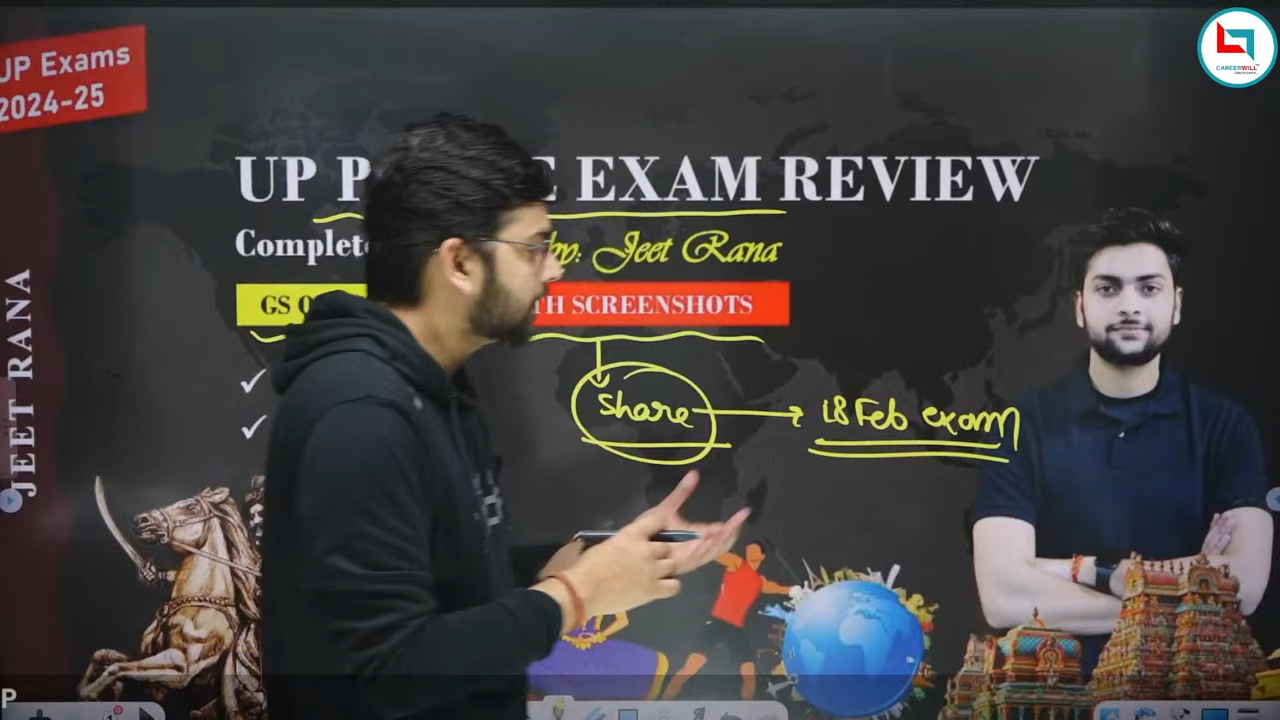 CAREERWILL
UP Exams
2024-25
UP P E EXAM REVIEW
Complete by: Jeet Rana
GS TH SCREENSHOTS
share → 18 Feb exam
JEET RANA
P